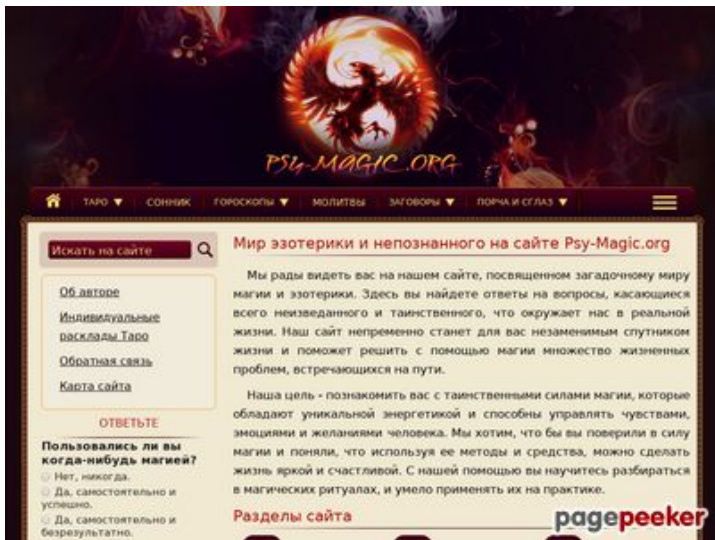 PSY-MAGIC.ORG
ТАРО ▼ СОННИК ГОРОСКОПЫ ▼ МОЛИТВЫ ЗАГОВОРЫ ▼ ПОРЧА И СГЛАЗ ▼
Искать на сайте
Об авторе
Индивидуальные
расклады Таро
Обратная связь
Карта сайта
ОТВЕТЬТЕ
Пользовались ли вы
когда-нибудь магией?
Нет, никогда.
Да, самостоятельно и
успешно.
Да, самостоятельно и
безрезультатно.
Мир эзотерики и непознанного на сайте Psy-Magic.org
Мы рады видеть вас на нашем сайте, посвященном загадочному миру
магии и эзотерики. Здесь вы найдете ответы на вопросы, касающиеся
всего неизведанного и таинственного, что окружает нас в реальной
жизни. Наш сайт непременно станет для вас незаменимым спутником
жизни и поможет решить с помощью магии множество жизненных
проблем, встречающихся на пути.
Наша цель - познакомить вас с таинственными силами магии, которые
обладают уникальной энергетикой и способны управлять чувствами,
эмоциями и желаниями человека. Мы хотим, что бы вы поверили в силу
магии и поняли, что используя ее методы и средства, можно сделать
жизнь яркой и счастливой. С нашей помощью вы научитесь разбираться
в магических ритуалах, и умело применять их на практике.
Разделы сайта
pagepeeker